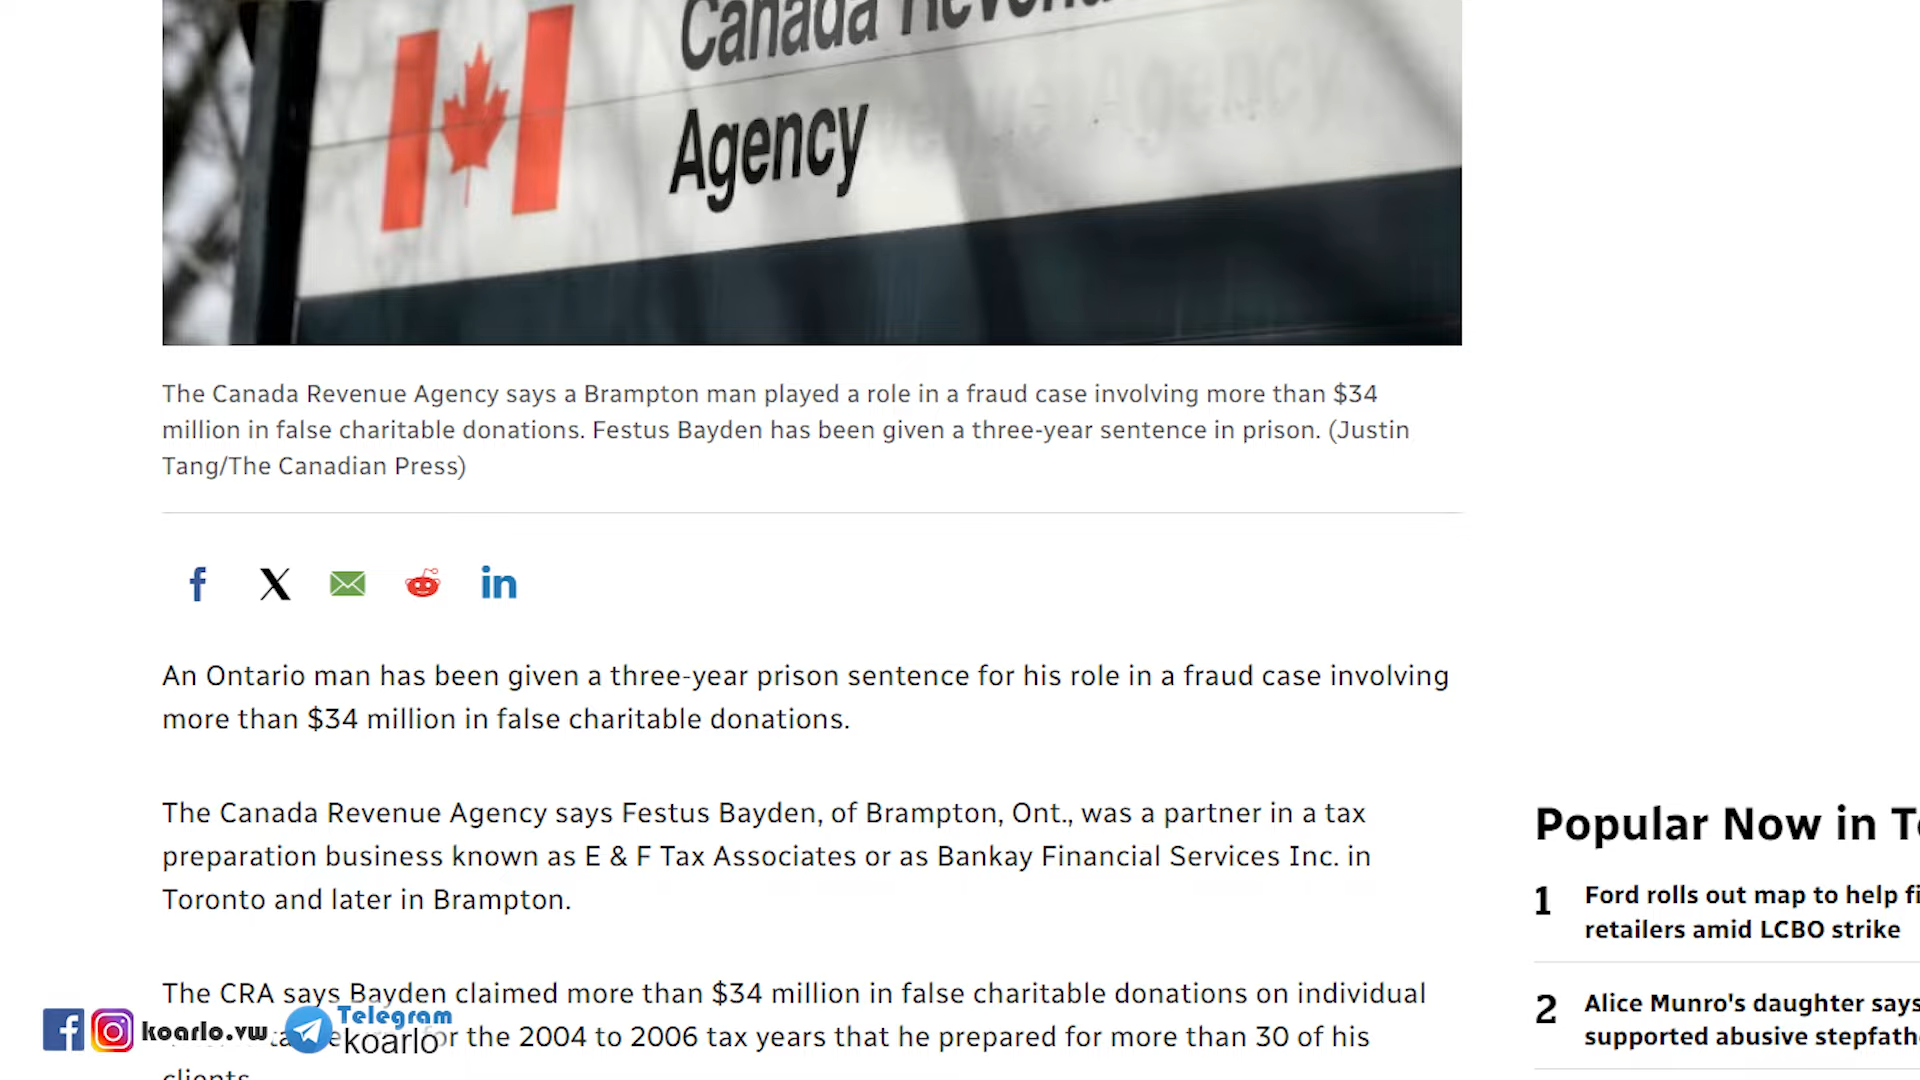 Canada
Agency
The Canada Revenue Agency says a Brampton man played a role in a fraud case involving more than $34
million in false charitable donations. Festus Bayden has been given a three-year sentence in prison. (Justin
Tang/The Canadian Press)
An Ontario man has been given a three-year prison sentence for his role in a fraud case involving
more than $34 million in false charitable donations.
The Canada Revenue Agency says Festus Bayden, of Brampton, Ont., was a partner in a tax
preparation business known as E & F Tax Associates or as Bankay Financial Services Inc. in
Toronto and later in Brampton.
The CRA says Bayden claimed more than $34 million in false charitable donations on individual
the 2004 to 2006 tax years that he prepared for more than 30 of his
clients
Popular Now in
1 Ford rolls out map to help
retailers amid LCBO strike
2 Alice Munro's daughter says
supported abusive
koarlo.vw
Telegram
koarlo